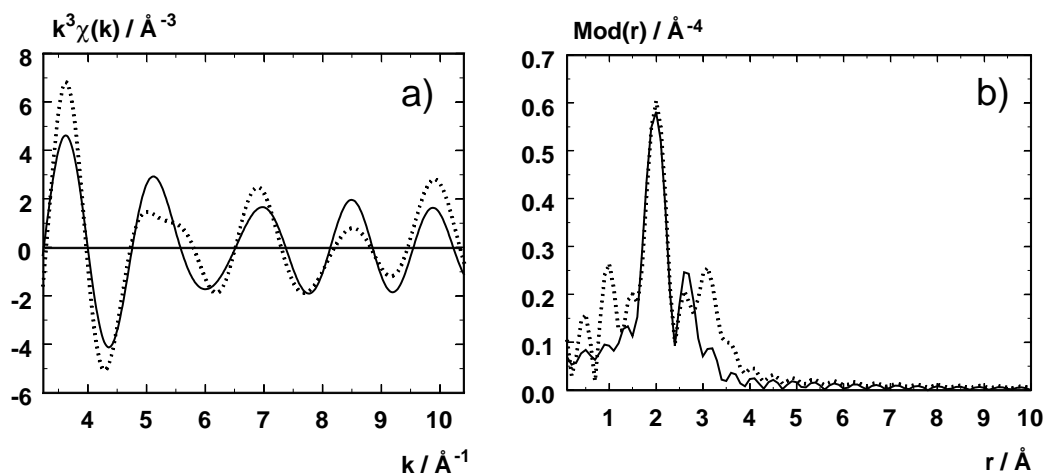 k³χ(k) / Å⁻³
8
6
4
2
0
-2
-4
-6
a)
4 5 6 7 8 9 10
k / Å⁻¹
Mod(r) / Å⁻⁴
0.7
0.6
0.5
0.4
0.3
0.2
0.1
0.0
b)
1 2 3 4 5 6 7 8 9 10
r / Å